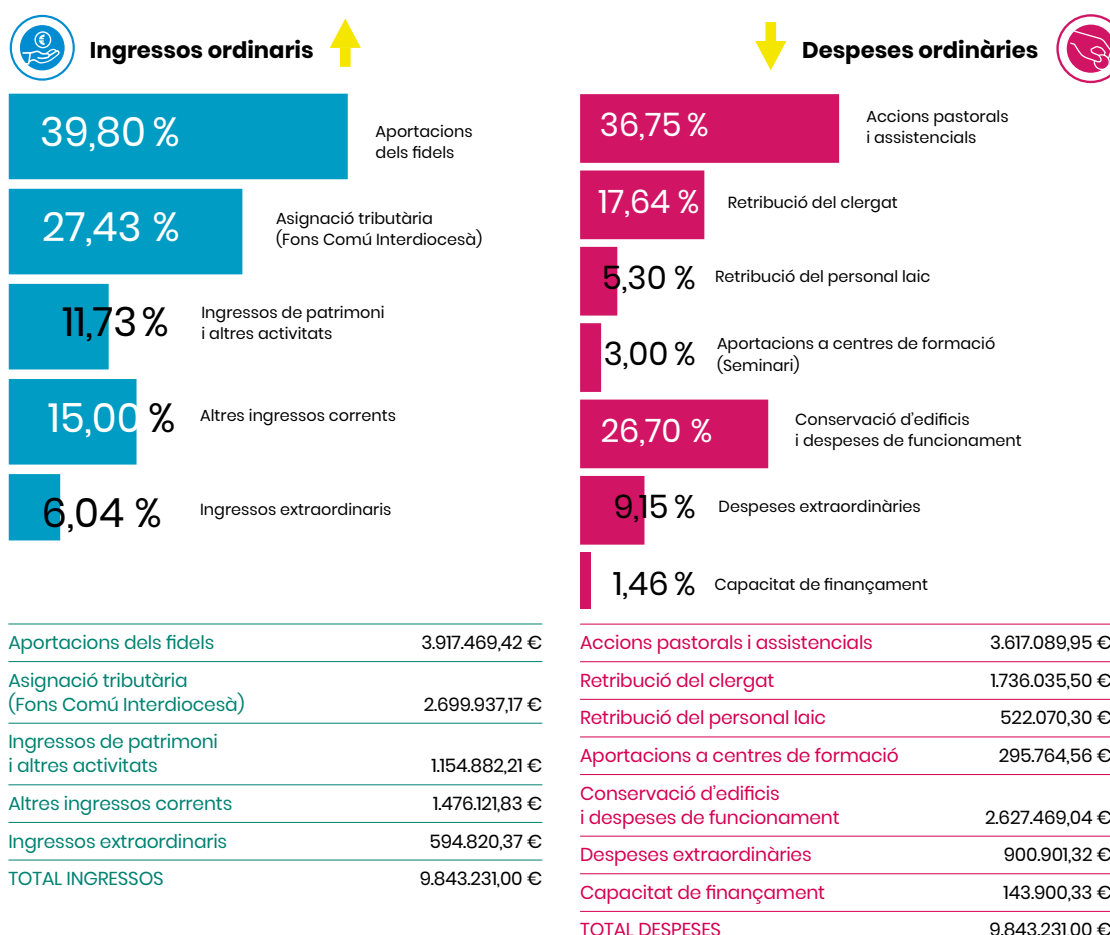 Ingressos ordinaris
39,80 %
Aportacions
dels fidels
27,43 %
Asignació tributària
(Fons Comú Interdiocesà)
11,73 %
Ingressos de patrimoni
i altres activitats
15,00 %
Altres ingressos corrents
6,04 %
Ingressos extraordinaris
Aportacions dels fidels 3.917.469,42 €
Asignació tributària
(Fons Comú Interdiocesà) 2.699.937,17 €
Ingressos de patrimoni
i altres activitats 1.154.882,21 €
Altres ingressos corrents 1.476.121,83 €
Ingressos extraordinaris 594.820,37 €
TOTAL INGRESSOS 9.843.231,00 €
Despeses ordinàries
36,75 %
Accions pastorals
i assistencials
17,64 %
Retribució del clergat
5,30 %
Retribució del personal laic
3,00 %
Aportacions a centres de formació
(Seminari)
26,70 %
Conservació d'edificis
i despeses de funcionament
9,15 %
Despeses extraordinàries
1,46 %
Capacitat de finançament
Accions pastorals i assistencials 3.617.089,95 €
Retribució del clergat 1.736.035,50 €
Retribució del personal laic 522.070,30 €
Aportacions a centres de formació 295.764,56 €
Conservació d'edificis
i despeses de funcionament 2.627.469,04 €
Despeses extraordinàries 900.901,32 €
Capacitat de finançament 143.900,33 €
TOTAL DESPESES 9.843.231,00 €